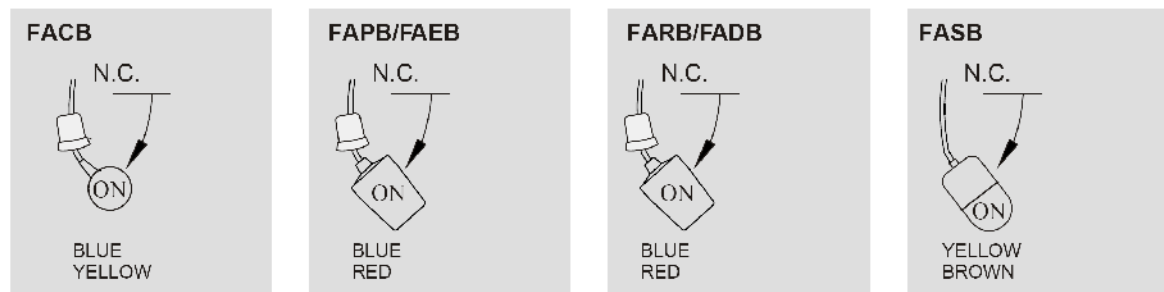 FACB
N.C.
ON
BLUE
YELLOW
FAPB/FAEB
N.C.
ON
BLUE
RED
FARB/FADB
N.C.
ON
BLUE
RED
FASB
N.C.
ON
YELLOW
BROWN